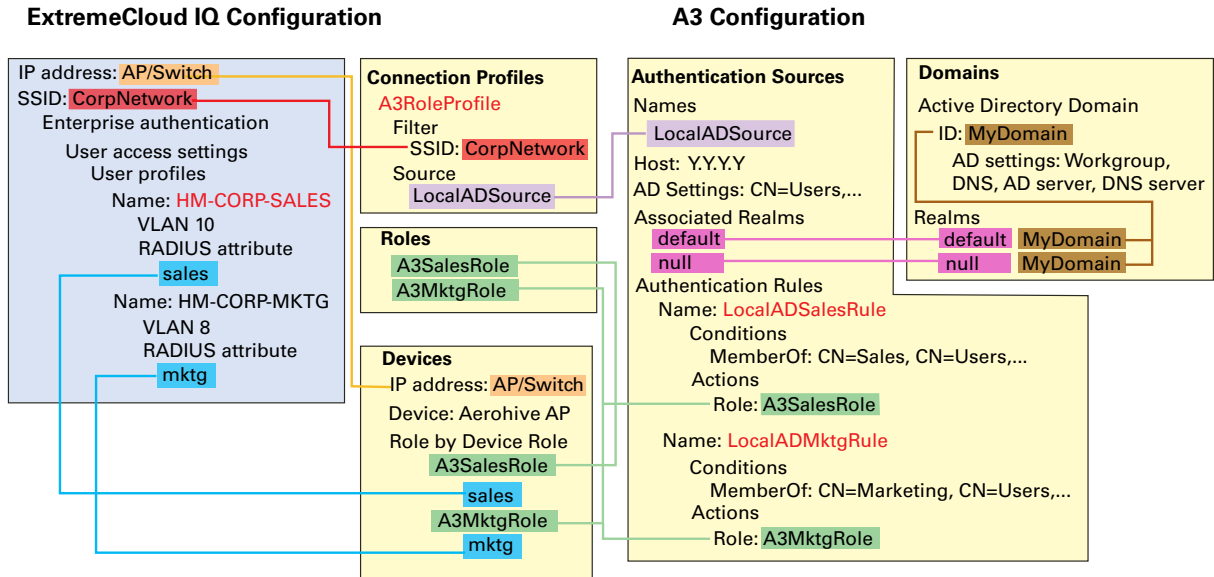 ExtremeCloud IQ Configuration
A3 Configuration
IP address: AP/Switch
SSID: CorpNetwork
Enterprise authentication
User access settings
User profiles
Name: HM-CORP-SALES
VLAN 10
RADIUS attribute
sales
Name: HM-CORP-MKTG
VLAN 8
RADIUS attribute
mktg
Connection Profiles
A3RoleProfile
Filter
SSID: CorpNetwork
Source
LocalADSource
Roles
A3SalesRole
A3MktgRole
Devices
IP address: AP/Switch
Device: Aerohive AP
Role by Device Role
A3SalesRole
sales
A3MktgRole
mktg
Authentication Sources
Names
LocalADSource
Host: Y.Y.Y.Y
AD Settings: CN=Users,...
Associated Realms
default
null
Authentication Rules
Name: LocalADSalesRule
Conditions
MemberOf: CN=Sales, CN=Users,...
Actions
Role: A3SalesRole
Name: LocalADMktgRule
Conditions
MemberOf: CN=Marketing, CN=Users,...
Actions
Role: A3MktgRole
Domains
Active Directory Domain
ID: MyDomain
AD settings: Workgroup,
DNS, AD server, DNS server
Realms
default MyDomain
null MyDomain